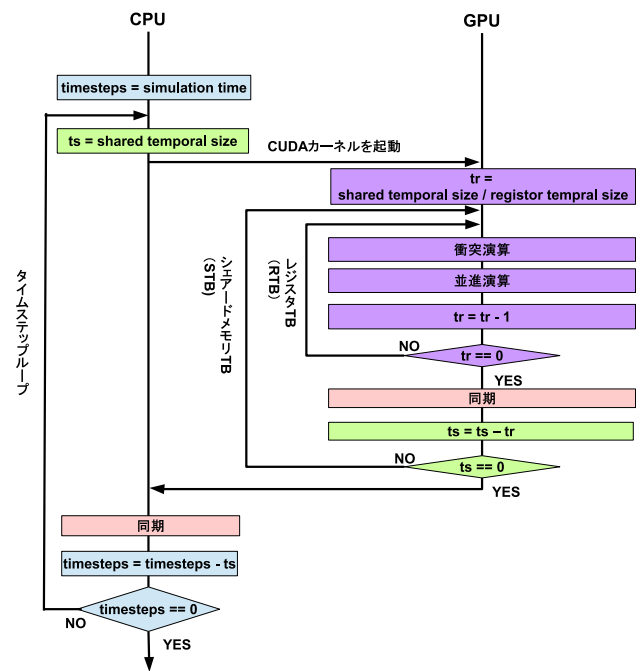 CPU
GPU
timesteps = simulation time
ts = shared temporal size
CUDAカーネルを起動
tr =
shared temporal size / registor tempral size
タイムステップループ
シェアードメモリTB
(STB)
レジスタTB
(RTB)
衝突演算
並進演算
tr = tr - 1
NO
tr == 0
YES
同期
ts = ts – tr
NO
ts == 0
YES
同期
timesteps = timesteps - ts
timesteps == 0
NO
YES